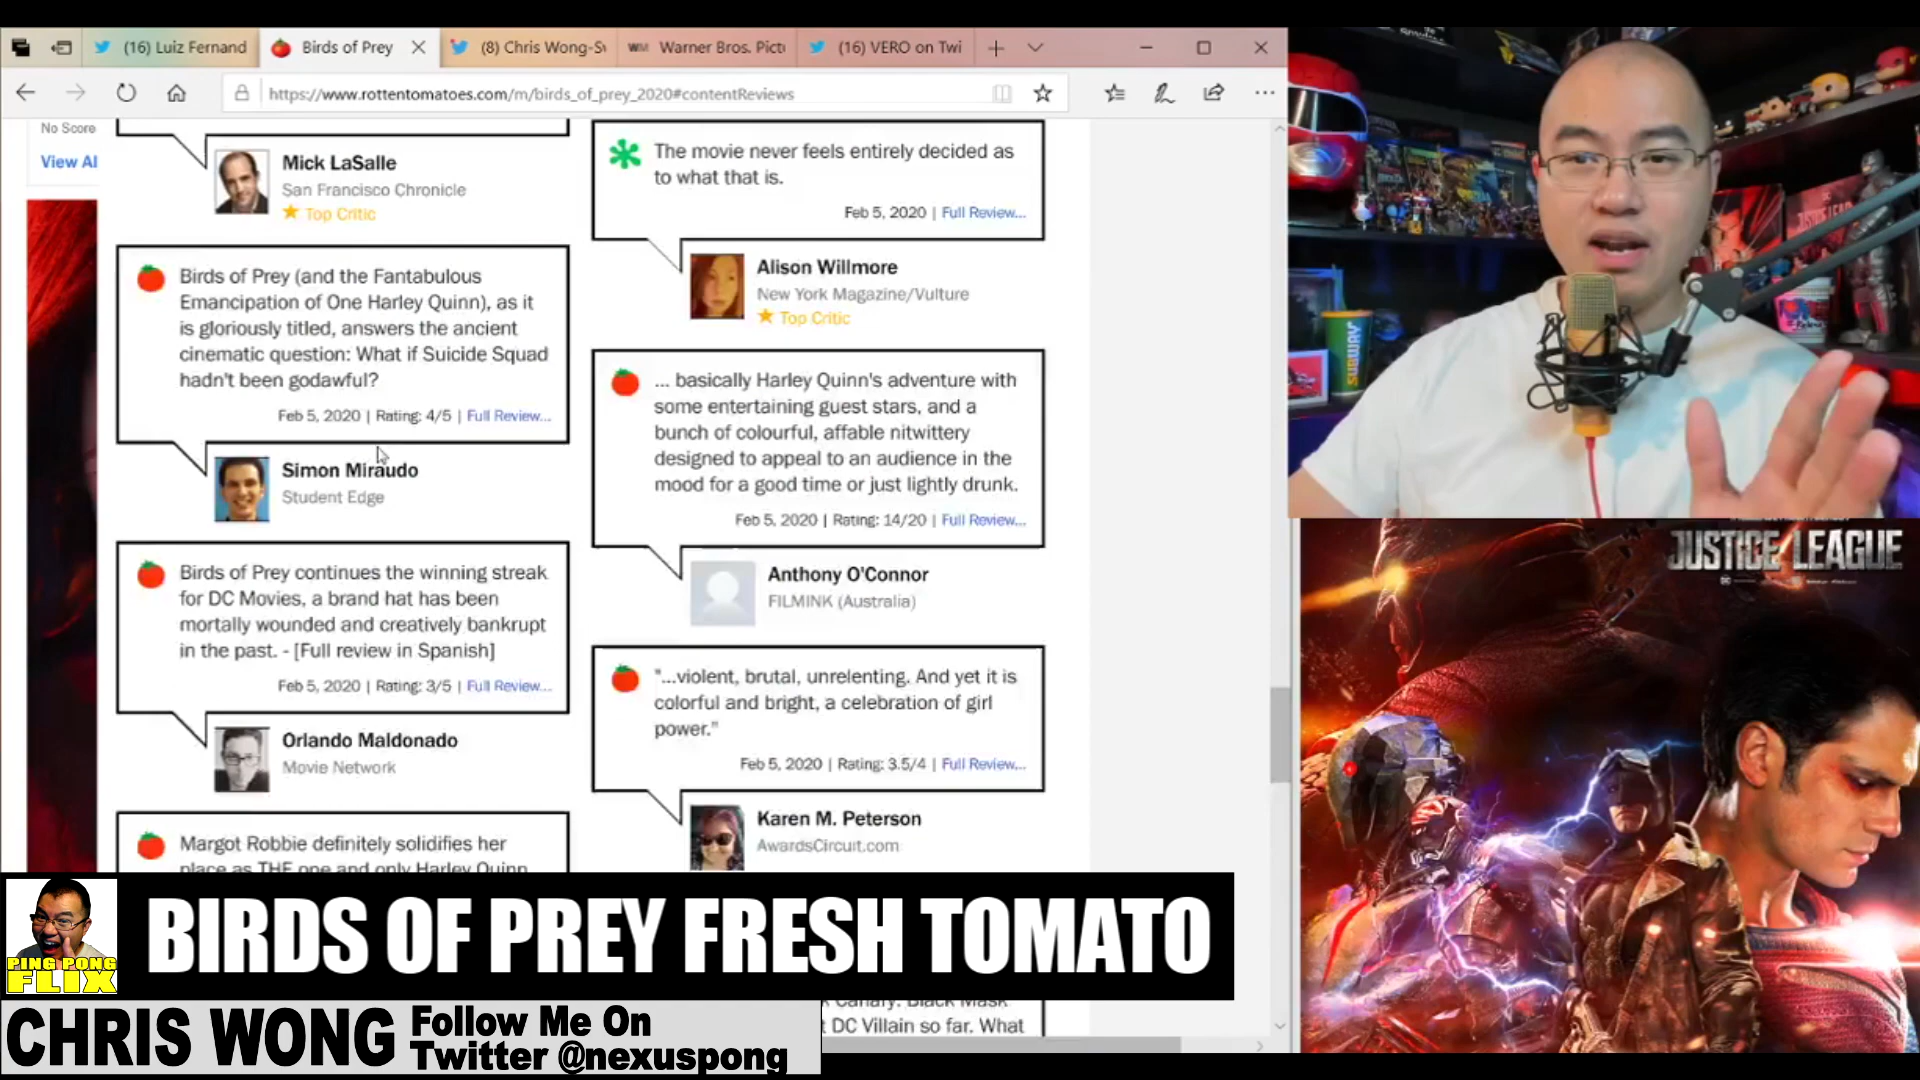 (16) Luiz Fernand
Birds of Prey
(8) Chris Wong-S
Warner Bros. Pict
(16) VERO on Twi
https://www.rottentomatoes.com/m/birds_of_prey_2020#contentReviews
No Score
View Al
Mick LaSalle
San Francisco Chronicle
Top Critic
Birds of Prey (and the Fantabulous
Emancipation of One Harley Quinn), as it
is gloriously titled, answers the ancient
cinematic question: What if Suicide Squad
hadn't been godawful?
Feb 5, 2020 | Rating: 4/5 | Full Review...
Simon Miraudo
Student Edge
Birds of Prey continues the winning streak
for DC Movies, a brand hat has been
mortally wounded and creatively bankrupt
in the past. - [Full review in Spanish]
Feb 5, 2020 | Rating: 3/5 | Full Review...
Orlando Maldonado
Movie Network
Margot Robbie definitely solidifies her
place as THE one and only Harley Quinn
The movie never feels entirely decided as
to what that is.
Feb 5, 2020 | Full Review...
Alison Willmore
New York Magazine/Vulture
Top Critic
... basically Harley Quinn's adventure with
some entertaining guest stars, and a
bunch of colourful, affable nitwittery
designed to appeal to an audience in the
mood for a good time or just lightly drunk.
Feb 5, 2020 | Rating: 14/20 | Full Review...
Anthony O'Connor
FILMINK (Australia)
"...violent, brutal, unrelenting. And yet it is
colorful and bright, a celebration of girl
power."
Feb 5, 2020 | Rating: 3.5/4 | Full Review...
Karen M. Peterson
AwardsCircuit.com
Canary. Black Mask
t DC Villain so far. What
SUBWAY
JUSTICE LEAGUE
PING PONG
FLIX
BIRDS OF PREY FRESH TOMATO
CHRIS WONG
Follow Me On
Twitter @nexuspong